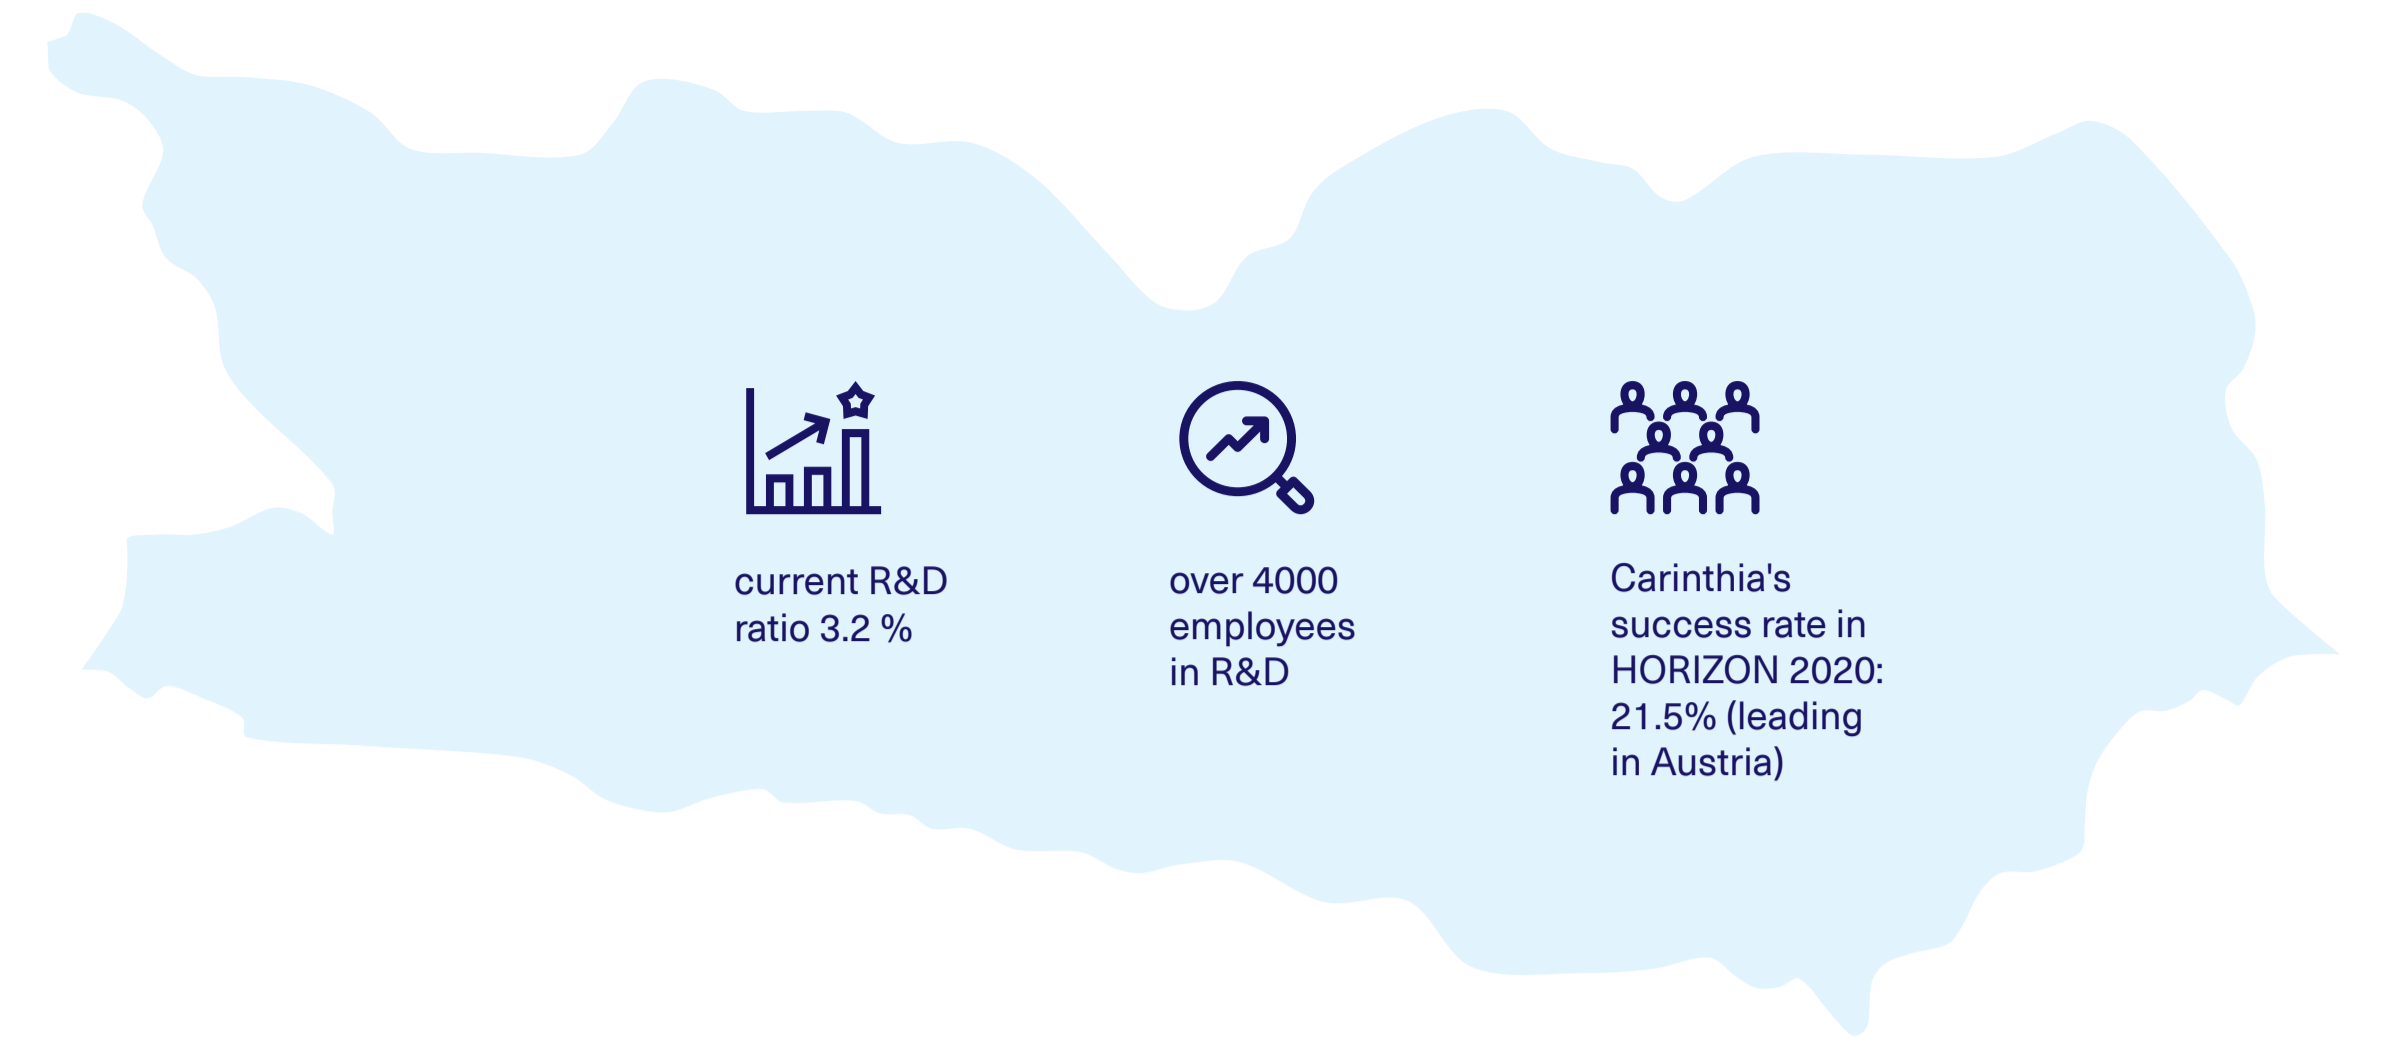 current R&D
ratio 3.2 %
over 4000
employees
in R&D
Carinthia's
success rate in
HORIZON 2020:
21.5% (leading
in Austria)